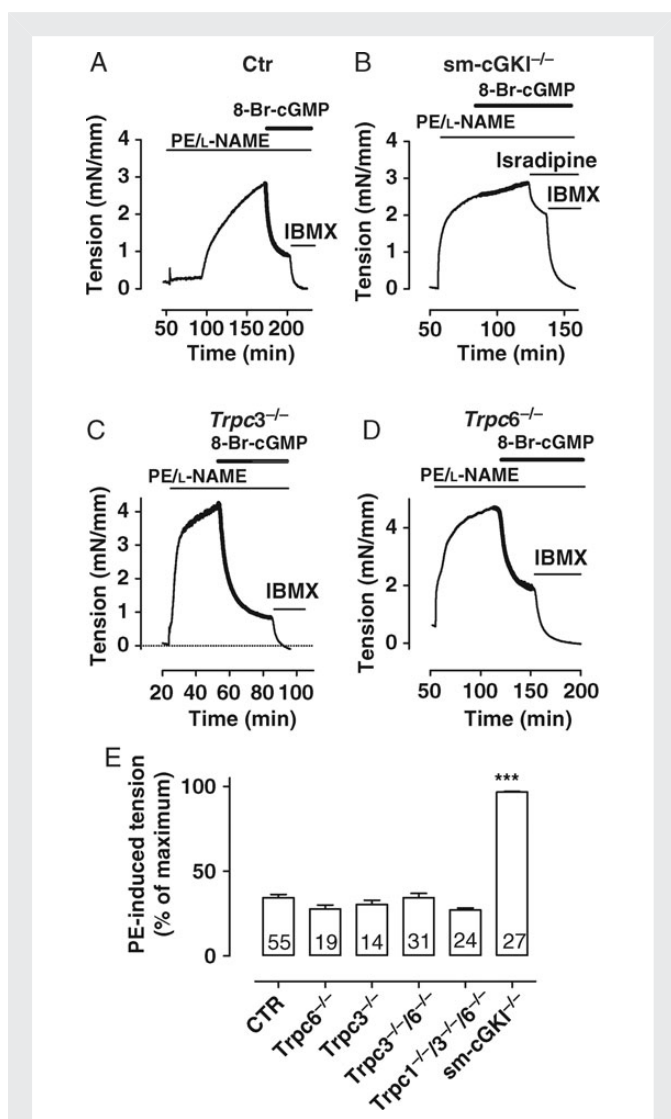 A
Ctr
8-Br-cGMP
PE/L-NAME
IBMX
Tension (mN/mm)
4
3
2
1
0
50 100 150 200
Time (min)
B
sm-cGKI–/–
8-Br-cGMP
PE/L-NAME
Isradipine
IBMX
Tension (mN/mm)
4
3
2
1
0
50 100 150
Time (min)
C
Trpc3–/–
8-Br-cGMP
PE/L-NAME
IBMX
Tension (mN/mm)
4
3
2
1
0
20 40 60 80 100
Time (min)
D
Trpc6–/–
8-Br-cGMP
PE/L-NAME
IBMX
Tension (mN/mm)
4
2
0
50 100 150 200
Time (min)
E
PE-induced tension
(% of maximum)
100
50
0
***
55 19 14 31 24 27
CTR
Trpc6–/–
Trpc3–/–
Trpc3–/–/6–/–
Trpc1–/–/3–/–/6–/–
sm-cGKI–/–